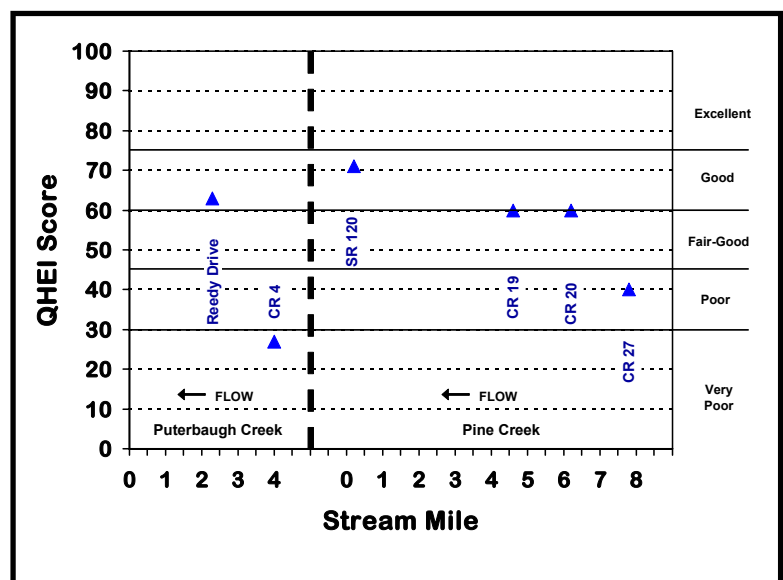 QHEI Score
100
90
80
70
60
50
40
30
20
10
0
Excellent
Good
Fair-Good
Poor
Very
Poor
Reedy Drive
CR 4
SR 120
CR 19
CR 20
CR 27
FLOW
FLOW
Puterbaugh Creek
Pine Creek
0 1 2 3 4 0 1 2 3 4 5 6 7 8
Stream Mile